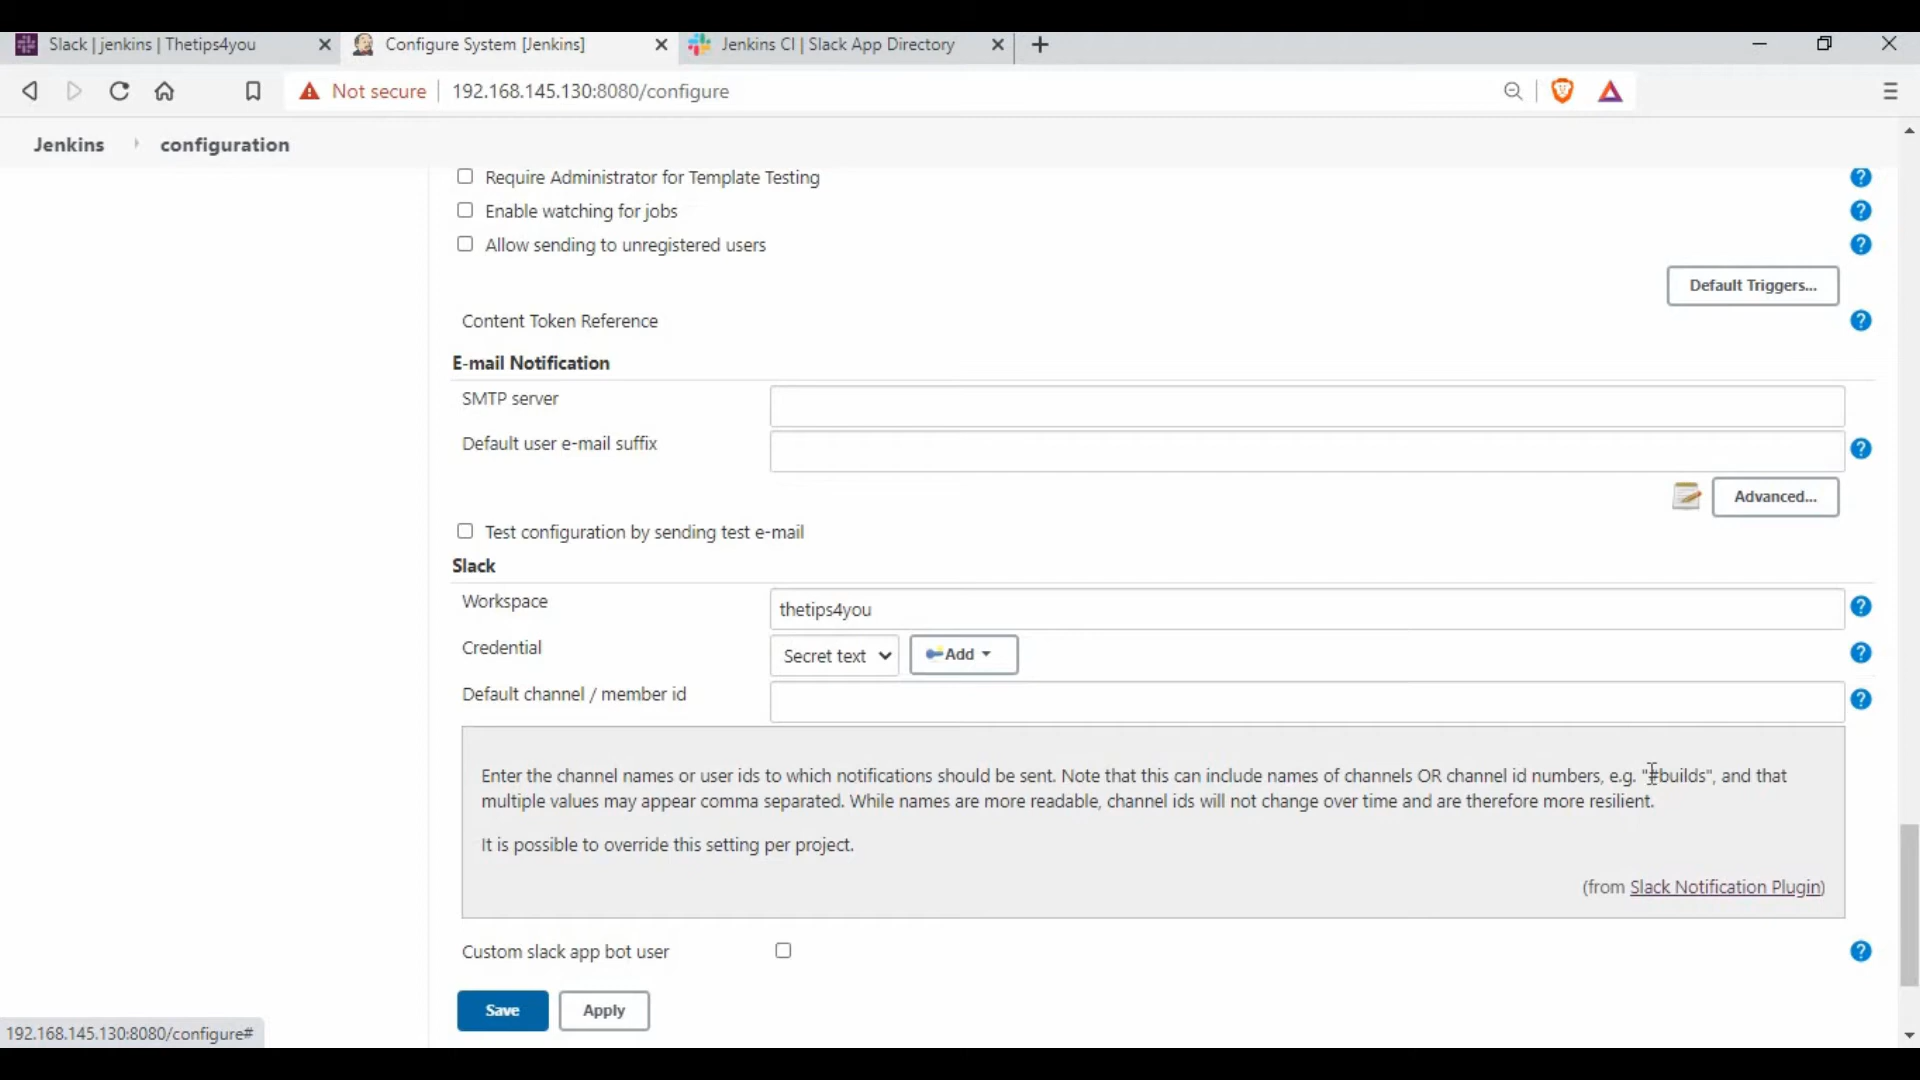 Slack | jenkins | Thetips4you
Configure System [Jenkins]
Jenkins CI | Slack App Directory
Not secure
192.168.145.130:8080/configure
Jenkins
configuration
Require Administrator for Template Testing
Enable watching for jobs
Allow sending to unregistered users
Default Triggers...
Content Token Reference
E-mail Notification
SMTP server
Default user e-mail suffix
Advanced...
Test configuration by sending test e-mail
Slack
Workspace
thetips4you
Credential
Secret text
Add
Default channel / member id
Enter the channel names or user ids to which notifications should be sent. Note that this can include names of channels OR channel id numbers, e.g. "#builds", and that
multiple values may appear comma separated. While names are more readable, channel ids will not change over time and are therefore more resilient.
It is possible to override this setting per project.
(from Slack Notification Plugin)
Custom slack app bot user
Save
Apply
192.168.145.130:8080/configure#